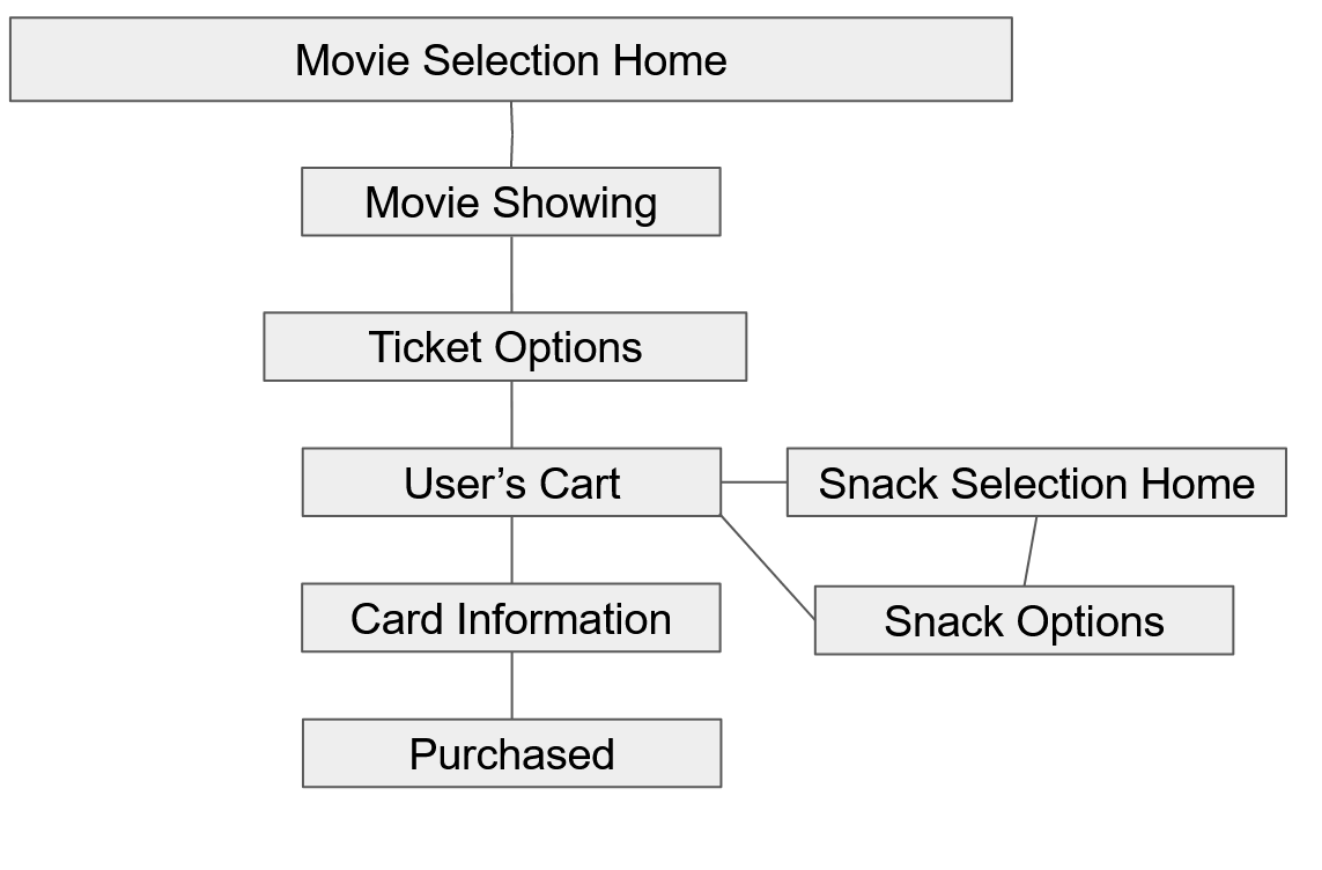 Movie Selection Home
Movie Showing
Ticket Options
User’s Cart
Snack Selection Home
Card Information
Snack Options
Purchased